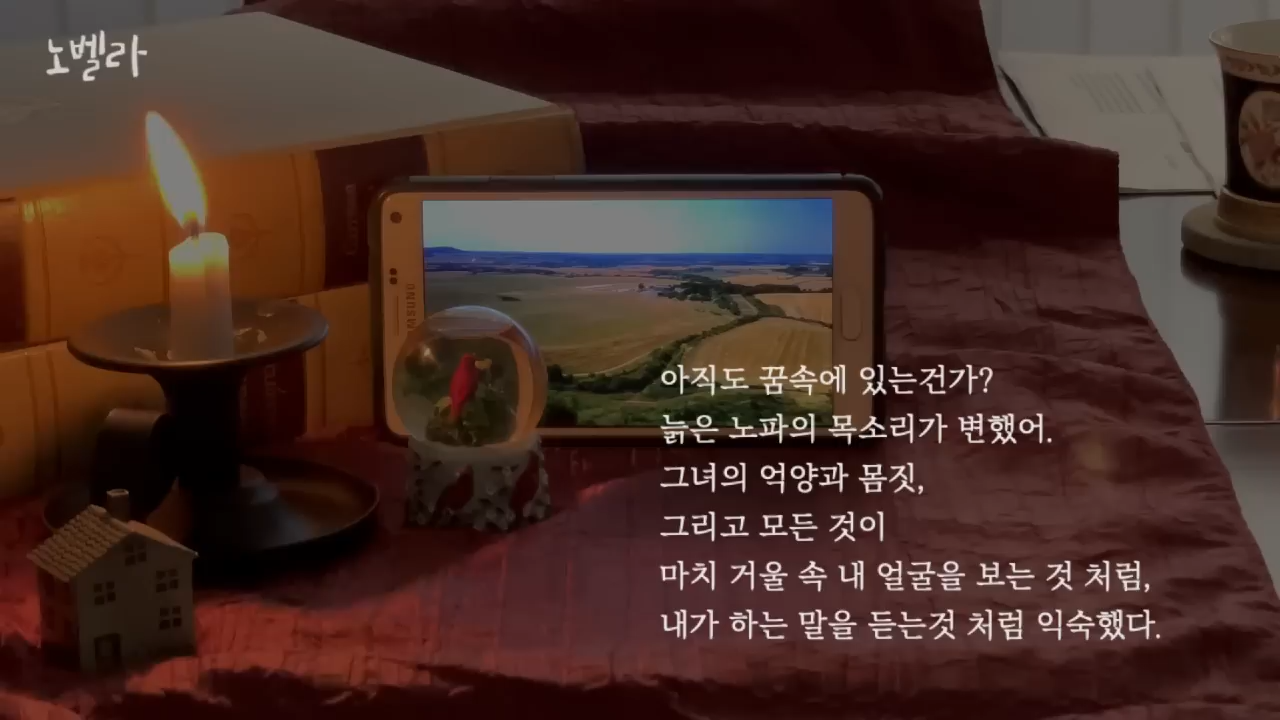 노벨라
SAMSUNG
아직도 꿈속에 있는건가?
늙은 노파의 목소리가 변했어.
그녀의 억양과 몸짓,
그리고 모든 것이
마치 거울 속 내 얼굴을 보는 것 처럼,
내가 하는 말을 듣는것 처럼 익숙했다.